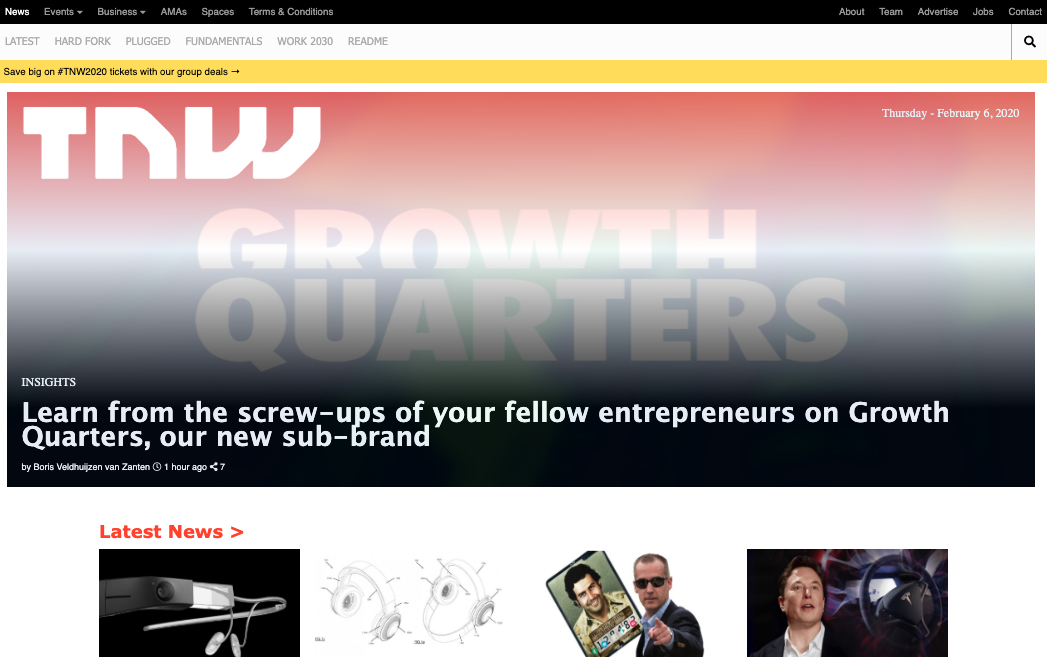 News Events Business AMAs Spaces Terms & Conditions About Team Advertise Jobs Contact
LATEST HARD FORK PLUGGED FUNDAMENTALS WORK 2030 README
Save big on #TNW2020 tickets with our group deals →
TNW
Thursday - February 6, 2020
GROWTH
QUARTERS
INSIGHTS
Learn from the screw-ups of your fellow entrepreneurs on Growth
Quarters, our new sub-brand
by Boris Veldhuijzen van Zanten 1 hour ago 7
Latest News >